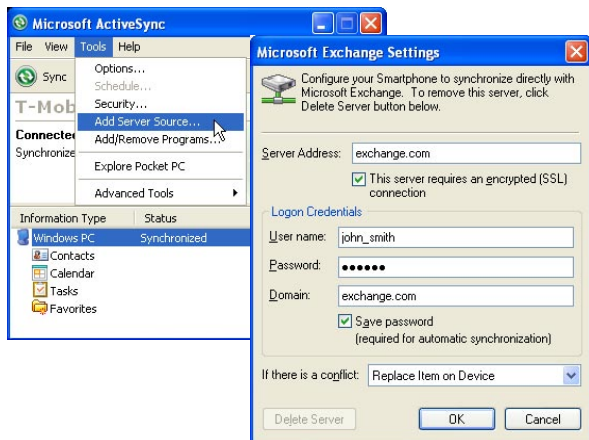 Microsoft ActiveSync
File View Tools Help
Sync
Options...
Schedule...
Security...
Add Server Source...
Add/Remove Programs...
Explore Pocket PC
Advanced Tools
T-Mob
Connected
Synchronize
Information Type Status
Windows PC Synchronized
Contacts
Calendar
Tasks
Favorites
Microsoft Exchange Settings
Configure your Smartphone to synchronize directly with
Microsoft Exchange. To remove this server, click
Delete Server button below.
Server Address: exchange.com
This server requires an encrypted (SSL)
connection
Logon Credentials
User name: john_smith
Password: ●●●●●●
Domain: exchange.com
Save password
(required for automatic synchronization)
If there is a conflict: Replace Item on Device
Delete Server OK Cancel